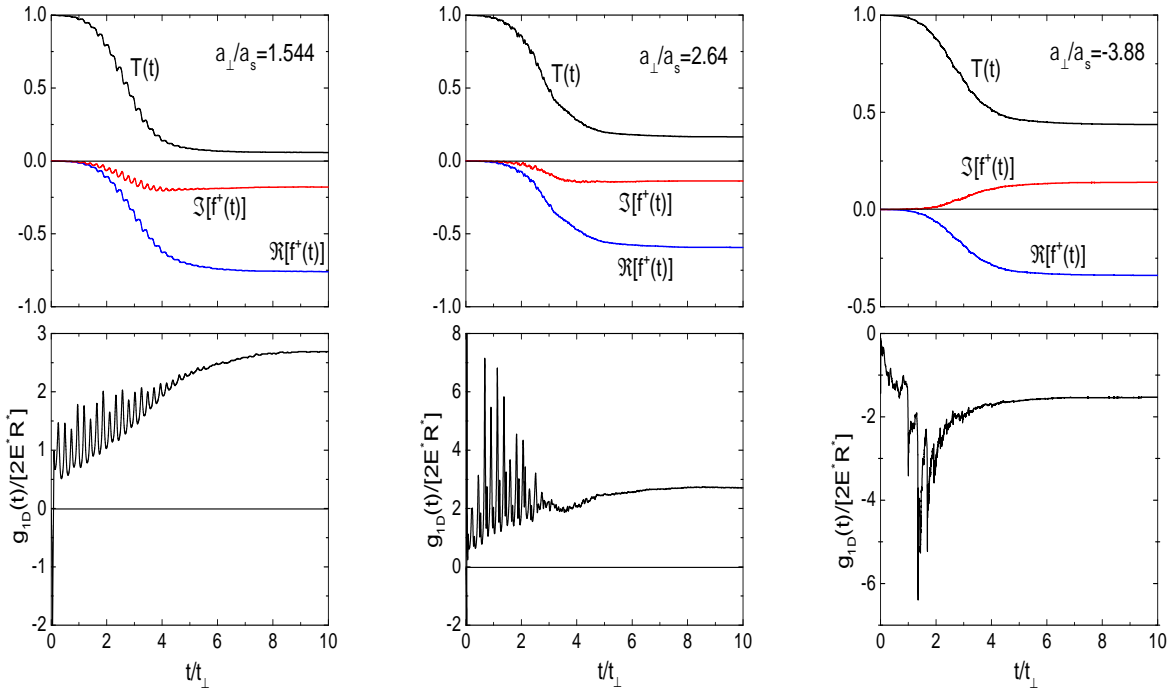 1.0
0.5
0.0
-0.5
-1.0
a⊥/as=1.544
T(t)
ℑ[f⁺(t)]
ℜ[f⁺(t)]
1.0
0.5
0.0
-0.5
-1.0
a⊥/as=2.64
T(t)
ℑ[f⁺(t)]
ℜ[f⁺(t)]
1.0
0.5
0.0
-0.5
a⊥/as=-3.88
T(t)
ℑ[f⁺(t)]
ℜ[f⁺(t)]
3
2
1
0
-1
-2
g1D(t)/[2E*R*]
0 2 4 6 8 10
t/t⊥
8
6
4
2
0
-2
g1D(t)/[2E*R*]
0 2 4 6 8 10
t/t⊥
0
-2
-4
-6
g1D(t)/[2E*R*]
0 2 4 6 8 10
t/t⊥